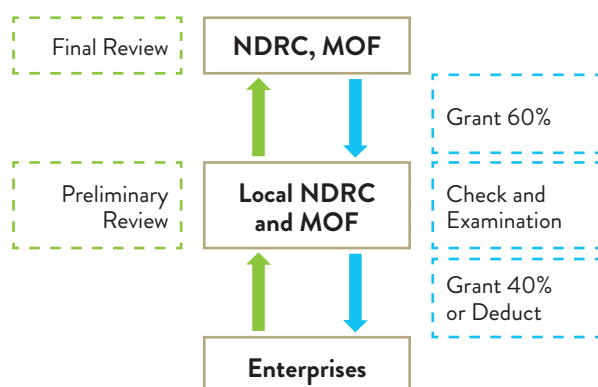 Final Review
NDRC, MOF
Grant 60%
Preliminary
Review
Local NDRC
and MOF
Check and
Examination
Grant 40%
or Deduct
Enterprises